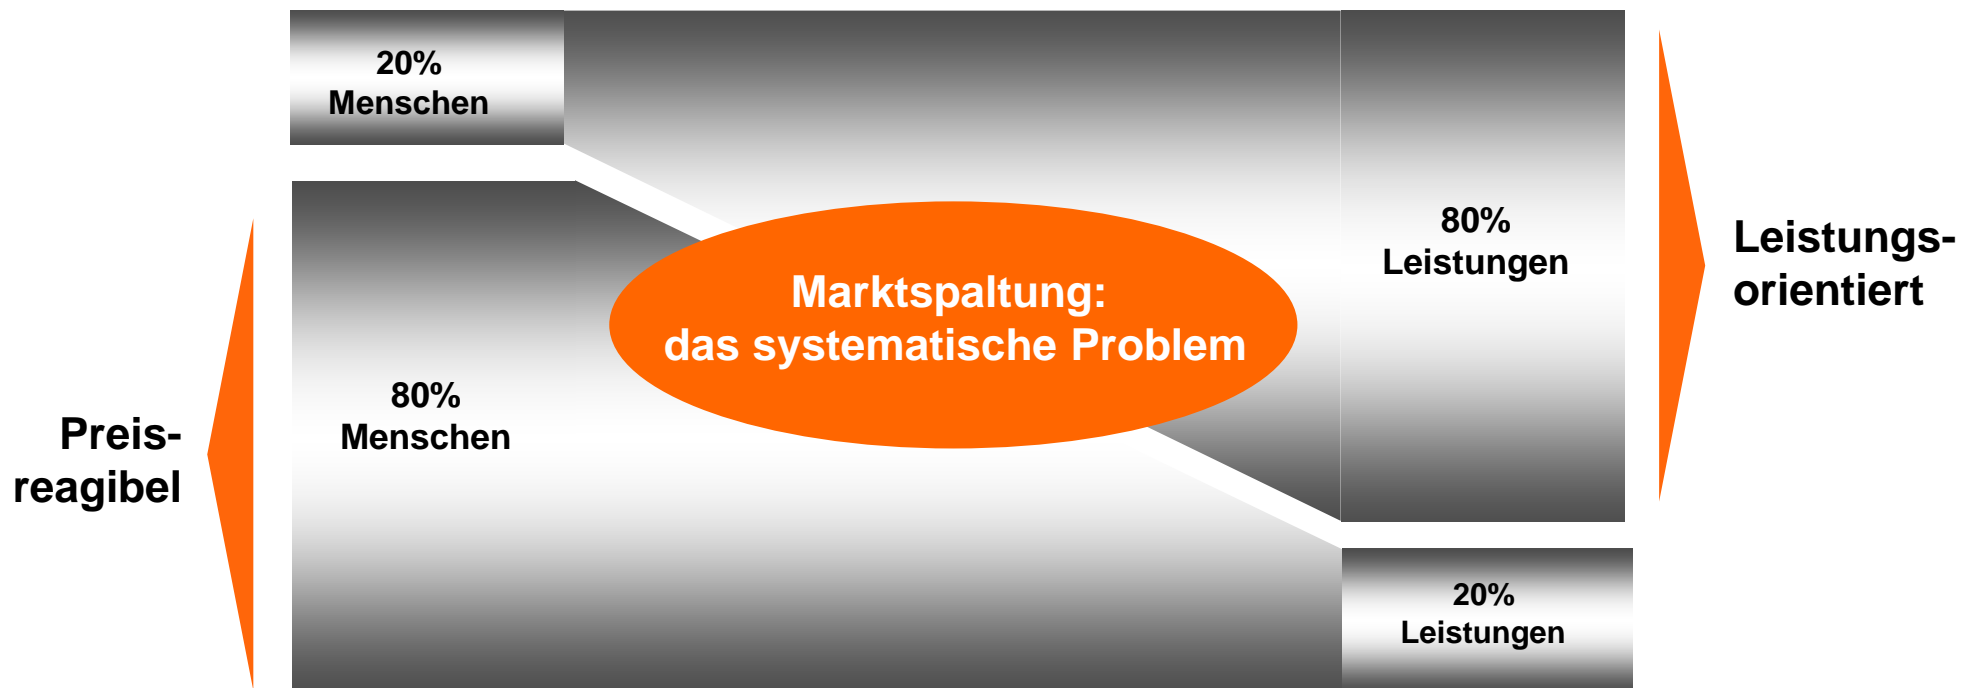 20%
Menschen
80%
Leistungen
Leistungs-
orientiert
Marktspaltung:
das systematische Problem
80%
Menschen
Preis-
reagibel
20%
Leistungen